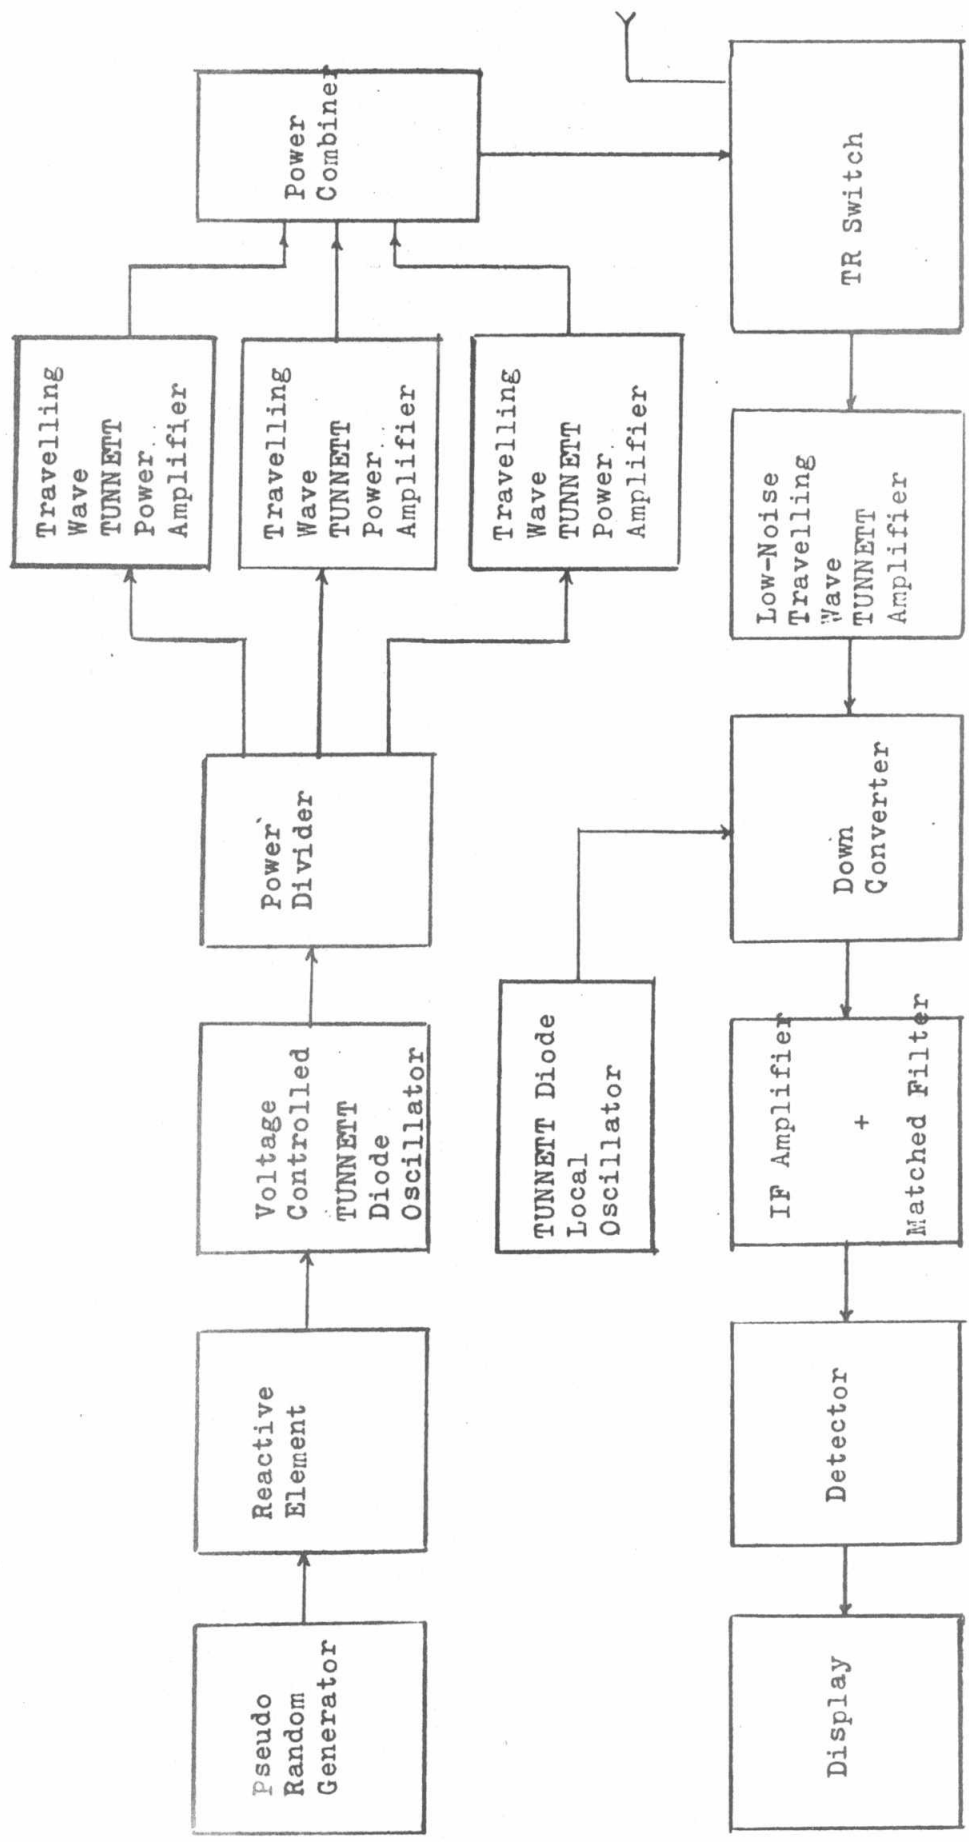 Pseudo
Random
Generator
Reactive
Element
Voltage
Controlled
TUNNETT
Diode
Oscillator
Power
Divider
Travelling
Wave
TUNNETT
Power
Amplifier
Travelling
Wave
TUNNETT
Power
Amplifier
Travelling
Wave
TUNNETT
Power
Amplifier
Power
Combiner
TR Switch
Low-Noise
Travelling
Wave
TUNNETT
Amplifier
Down
Converter
TUNNETT Diode
Local
Oscillator
IF Amplifier
+
Matched Filter
Detector
Display